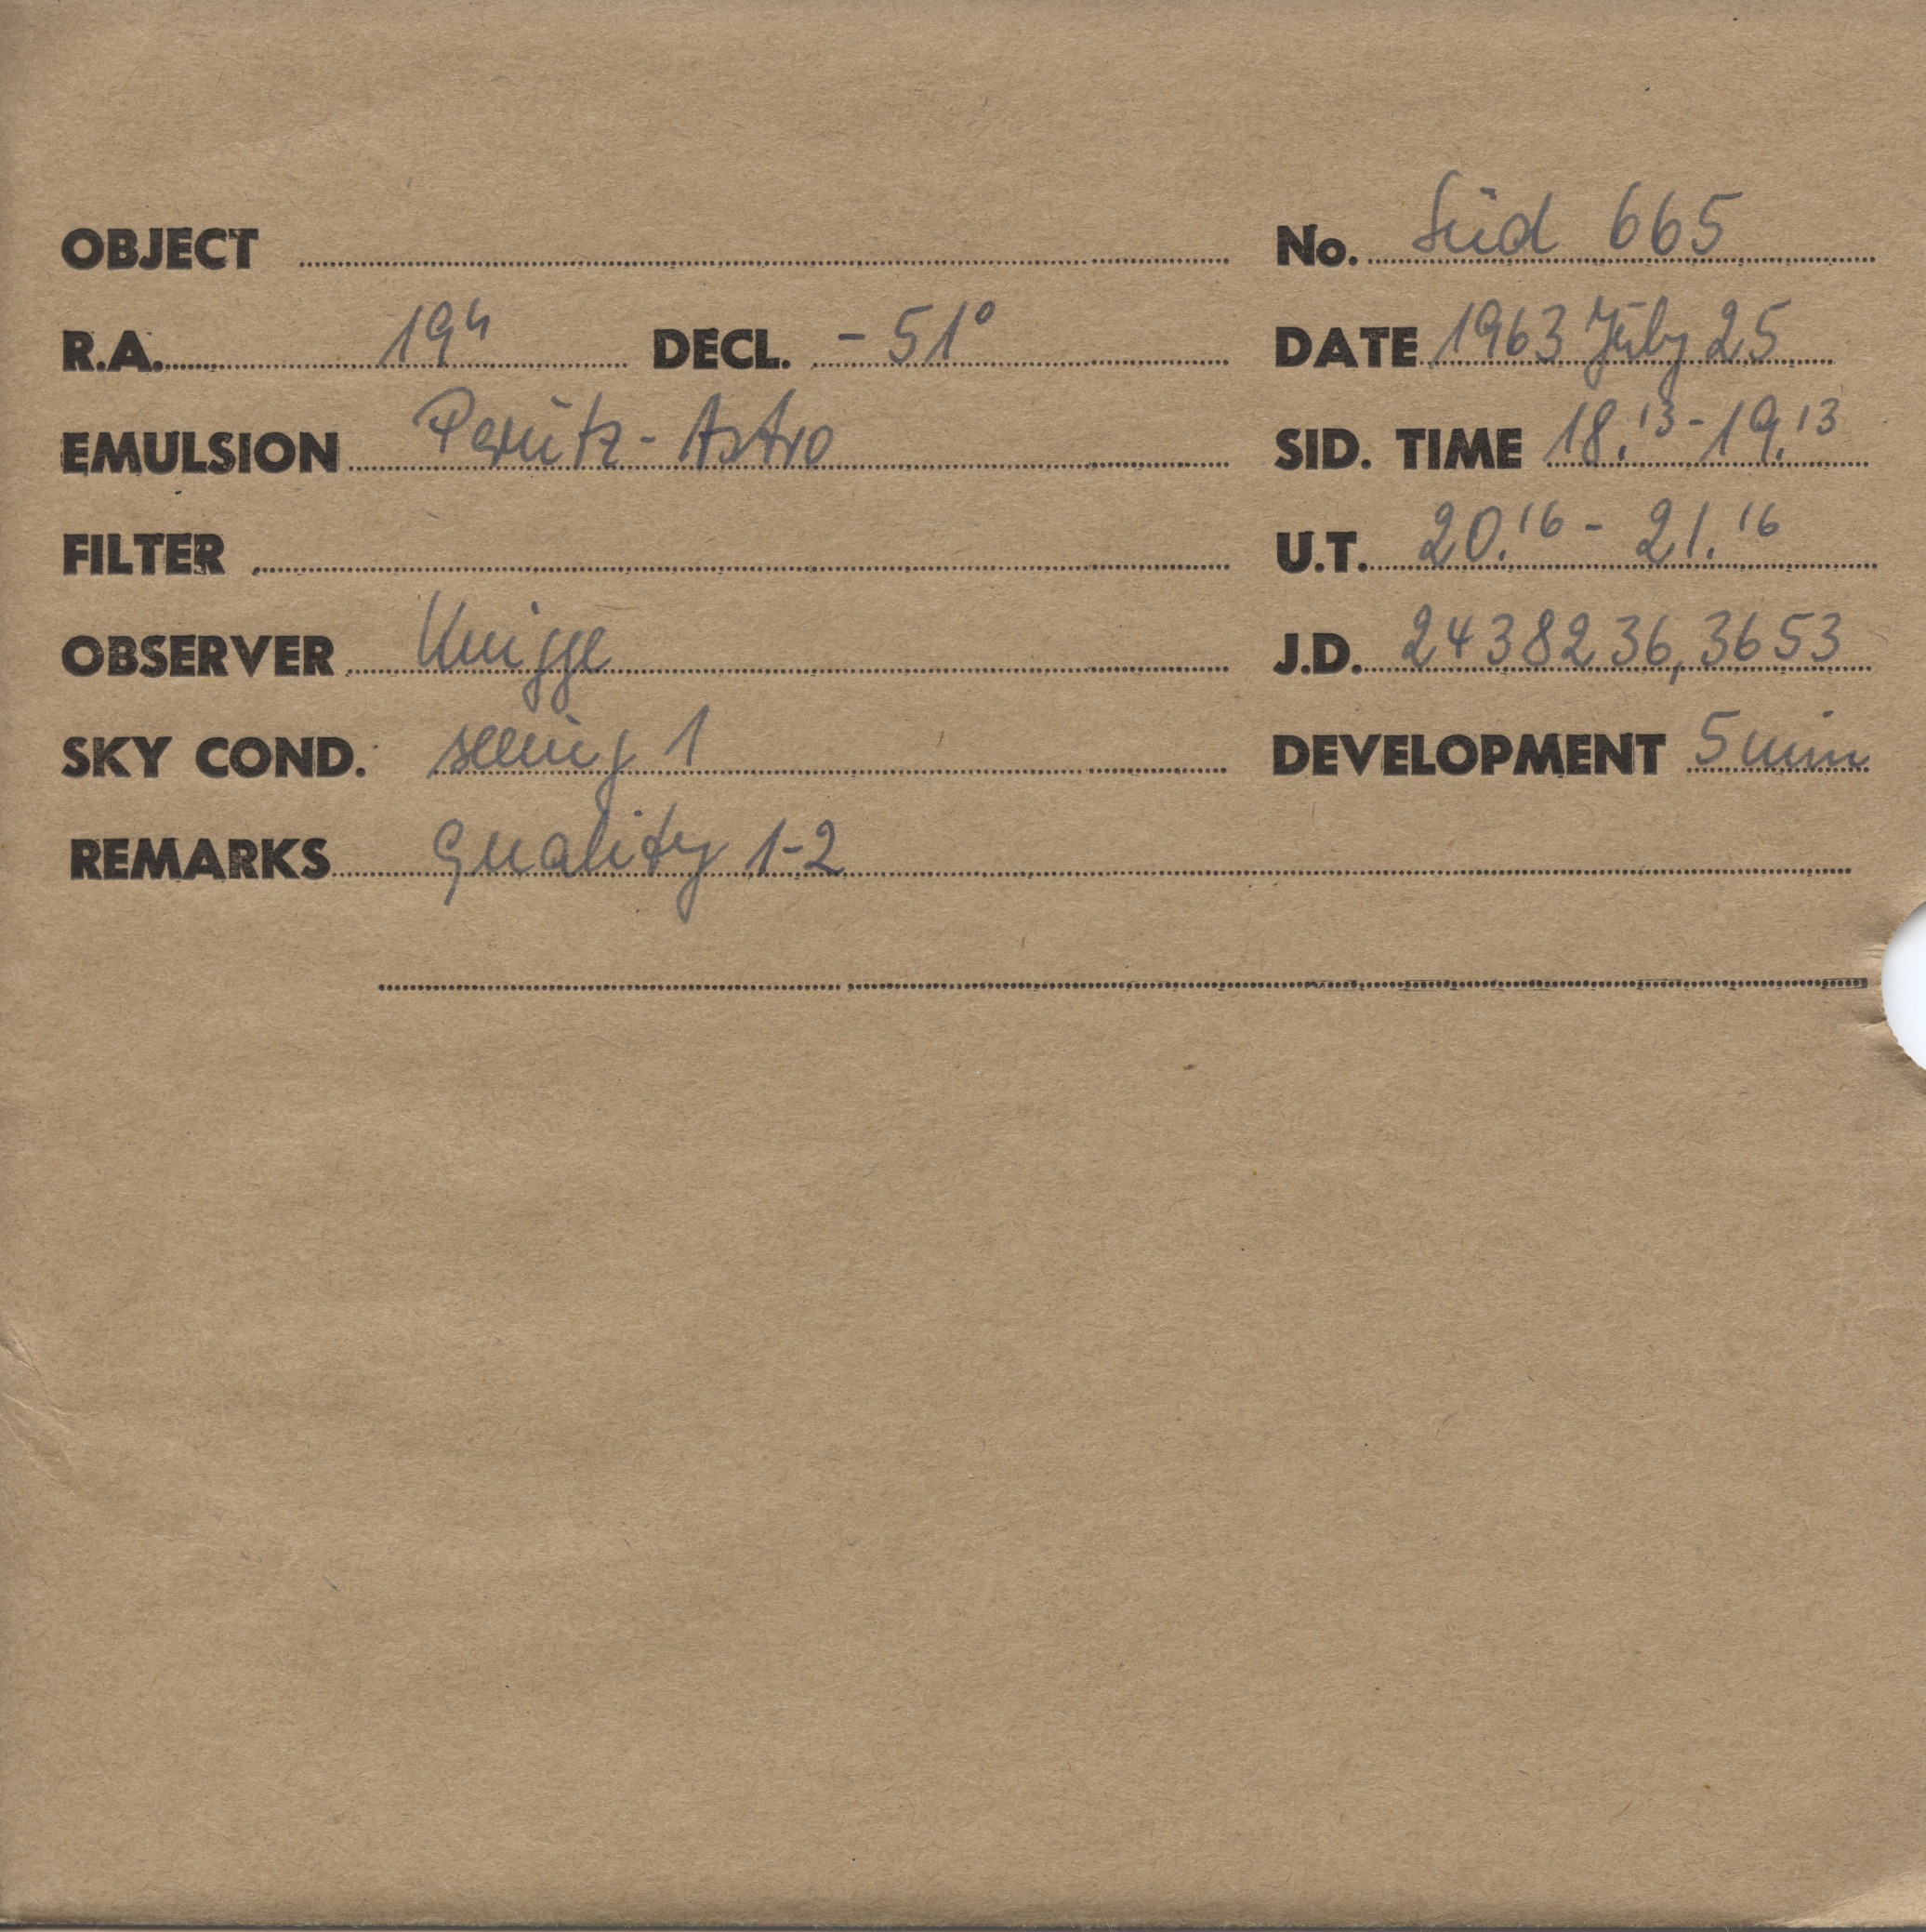 OBJECT No. Süd 665
R.A. 19h DECL. - 51° DATE 1963 July 25
EMULSION Perutz - Astro SID. TIME 18.13 - 19.13
FILTER U.T. 20.16 - 21.16
OBSERVER Knigge J.D. 2438236,3653
SKY COND. seeing 1 DEVELOPMENT 5 min
REMARKS Quality 1-2